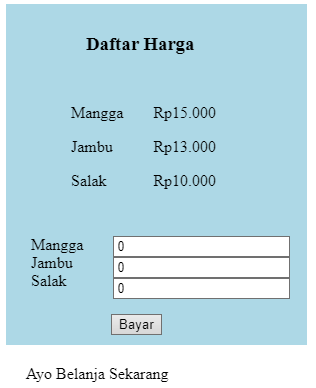 Daftar Harga
Mangga Rp15.000
Jambu Rp13.000
Salak Rp10.000
Mangga 0
Jambu 0
Salak 0
Bayar
Ayo Belanja Sekarang